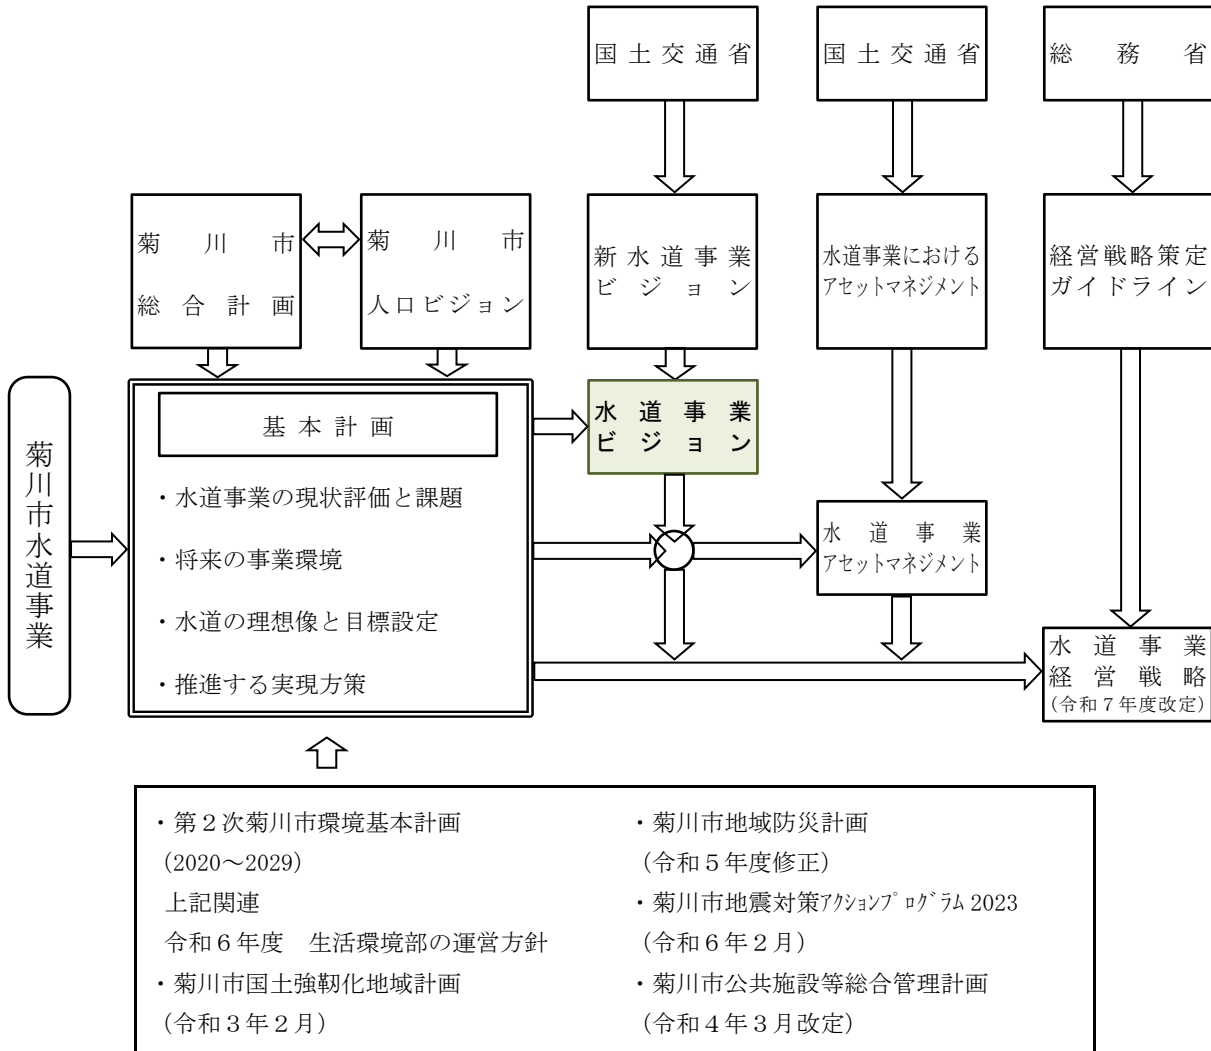 国土交通省
国土交通省
総務省
菊川市
総合計画
菊川市
人口ビジョン
新水道事業
ビジョン
水道事業における
アセットマネジメント
経営戦略策定
ガイドライン
菊川市水道事業
基本計画
・水道事業の現状評価と課題
・将来の事業環境
・水道の理想像と目標設定
・推進する実現方策
水道事業
ビジョン
水道事業
アセットマネジメント
水道事業
経営戦略
(令和7年度改定)
・第2次菊川市環境基本計画
(2020～2029)
上記関連
令和6年度　生活環境部の運営方針
・菊川市国土強靭化地域計画
(令和3年2月)
・菊川市地域防災計画
(令和5年度修正)
・菊川市地震対策ｱｸｼｮﾝﾌﾟﾛｸﾞﾗﾑ2023
(令和6年2月)
・菊川市公共施設等総合管理計画
(令和4年3月改定)